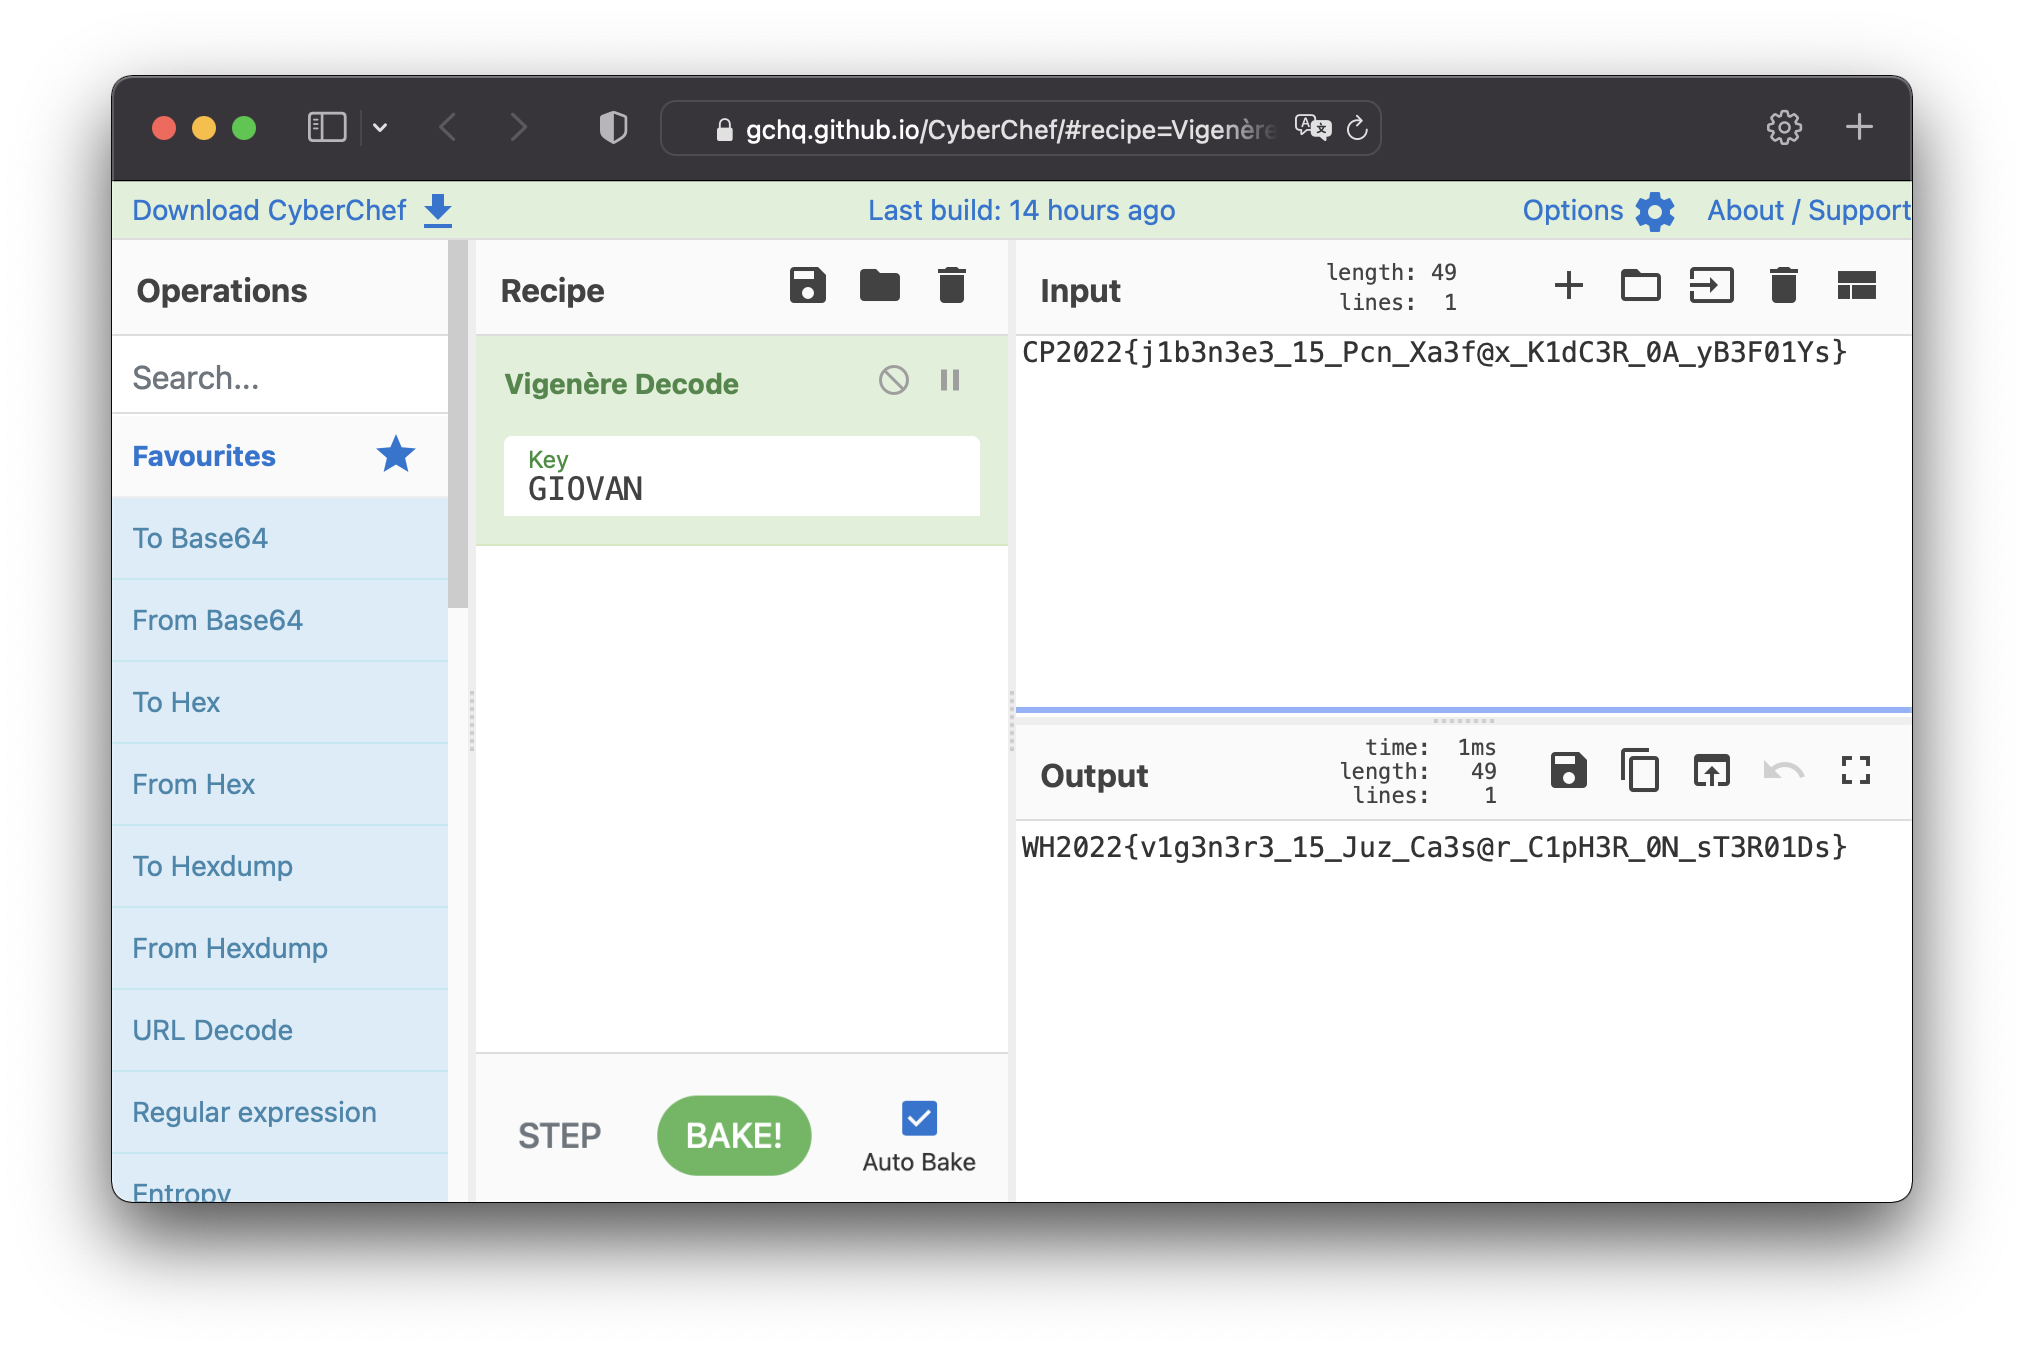 gchq.github.io/CyberChef/#recipe=Vigenère
Download CyberChef
Last build: 14 hours ago
Options
About / Support
Operations
Search...
Favourites
To Base64
From Base64
To Hex
From Hex
To Hexdump
From Hexdump
URL Decode
Regular expression
Entropy
Recipe
Vigenère Decode
Key
GIOVAN
STEP
BAKE!
Auto Bake
Input
length: 49
lines: 1
CP2022{j1b3n3e3_15_Pcn_Xa3f@x_K1dC3R_0A_yB3F01Ys}
Output
time: 1ms
length: 49
lines: 1
WH2022{v1g3n3r3_15_Juz_Ca3s@r_C1pH3R_0N_sT3R01Ds}